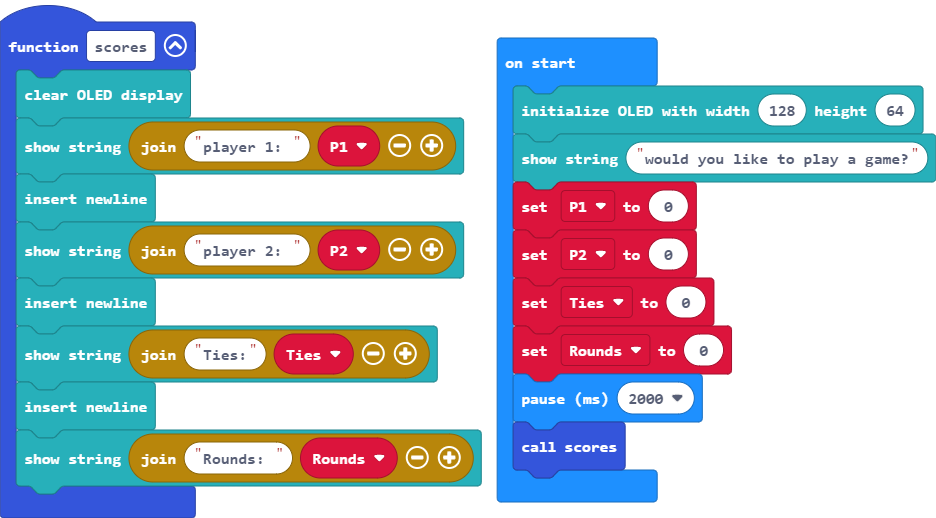 function scores
clear OLED display
show string join "player 1: " P1
insert newline
show string join "player 2: " P2
insert newline
show string join "Ties:" Ties
insert newline
show string join "Rounds: " Rounds
on start
initialize OLED with width 128 height 64
show string "would you like to play a game?"
set P1 to 0
set P2 to 0
set Ties to 0
set Rounds to 0
pause (ms) 2000
call scores